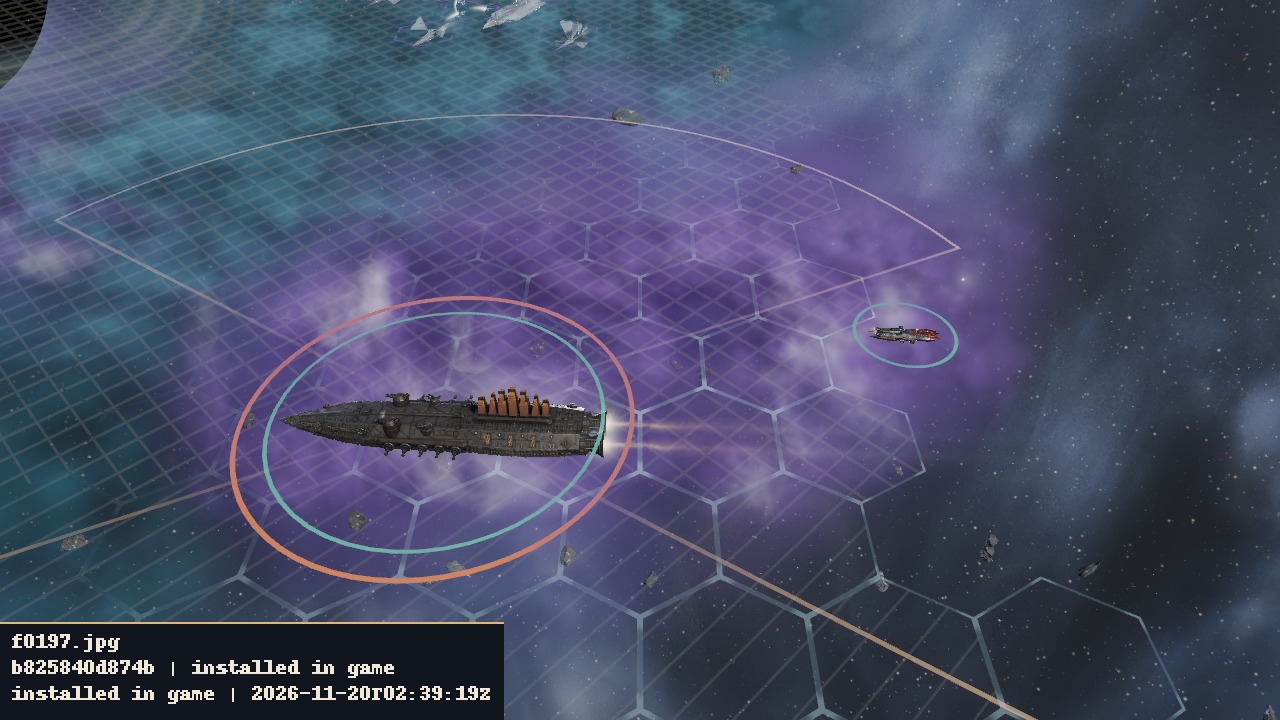 f0197.jpg
b825840d874b | installed in game
installed in game | 2026-11-20T02:39:19Z